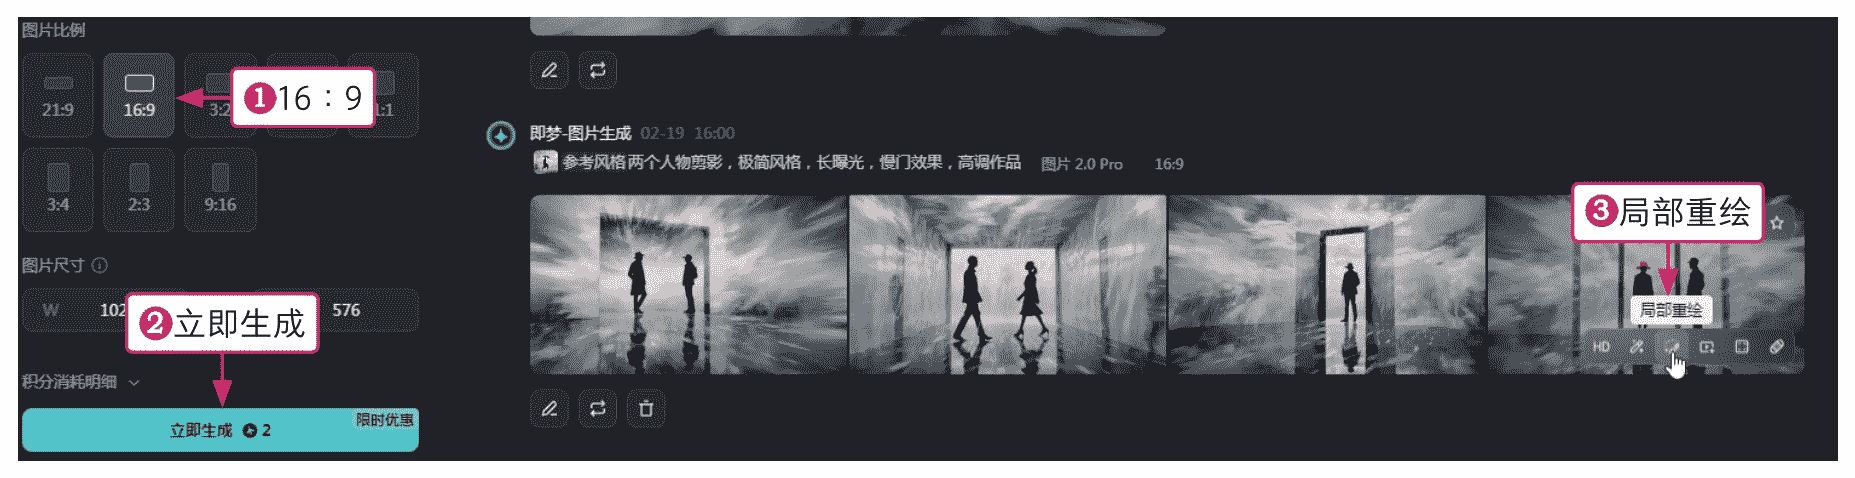 图片比例
21:9
16:9
3:2
1:1
❶16：9
3:4
2:3
9:16
图片尺寸
W
102
576
❷立即生成
积分消耗明细
限时优惠
立即生成 2
即梦-图片生成 02-19 16:00
参考风格两个人物剪影，极简风格，长曝光，慢门效果，高调作品 图片 2.0 Pro 16:9
❸局部重绘
局部重绘
HD